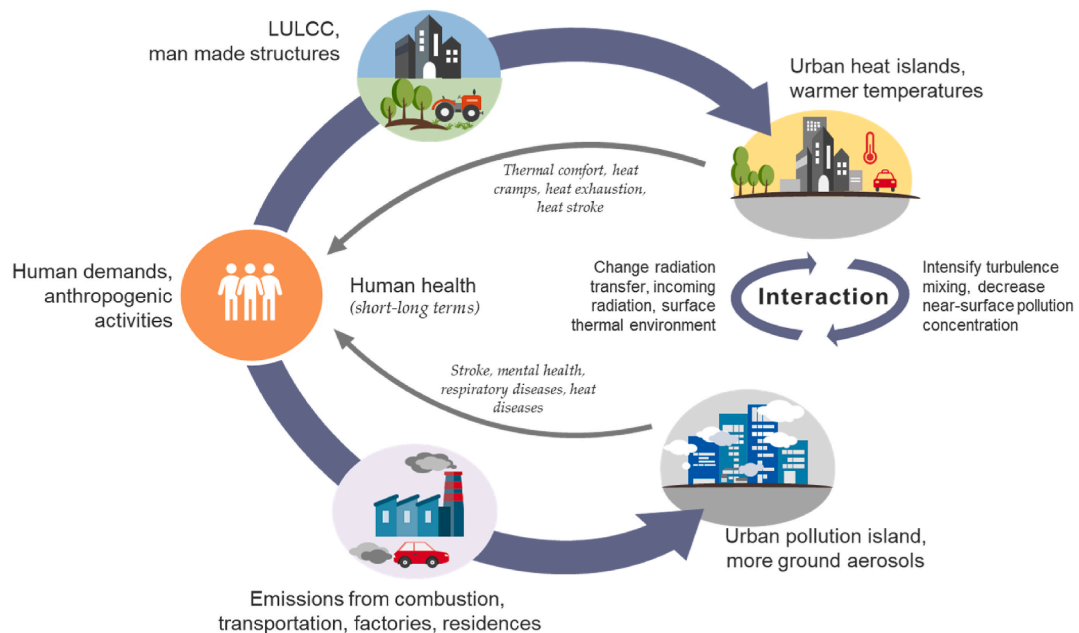 LULCC,
man made structures
Urban heat islands,
warmer temperatures
Thermal comfort, heat
cramps, heat exhaustion,
heat stroke
Human demands,
anthropogenic
activities
Human health
(short-long terms)
Change radiation
transfer, incoming
radiation, surface
thermal environment
Interaction
Intensify turbulence
mixing, decrease
near-surface pollution
concentration
Stroke, mental health,
respiratory diseases, heat
diseases
Urban pollution island,
more ground aerosols
Emissions from combustion,
transportation, factories, residences